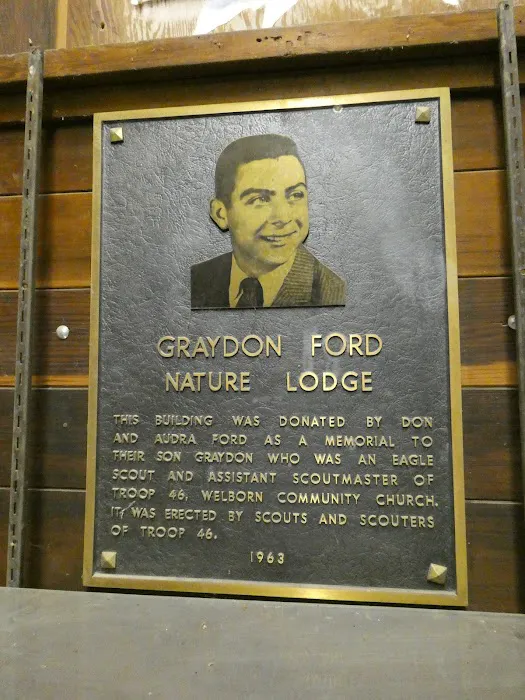 GRAYDON FORD
NATURE LODGE
THIS BUILDING WAS DONATED BY DON
AND AUDRA FORD AS A MEMORIAL TO
THEIR SON GRAYDON WHO WAS AN EAGLE
SCOUT AND ASSISTANT SCOUTMASTER OF
TROOP 46, WELBORN COMMUNITY CHURCH.
IT WAS ERECTED BY SCOUTS AND SCOUTERS
OF TROOP 46.
1963